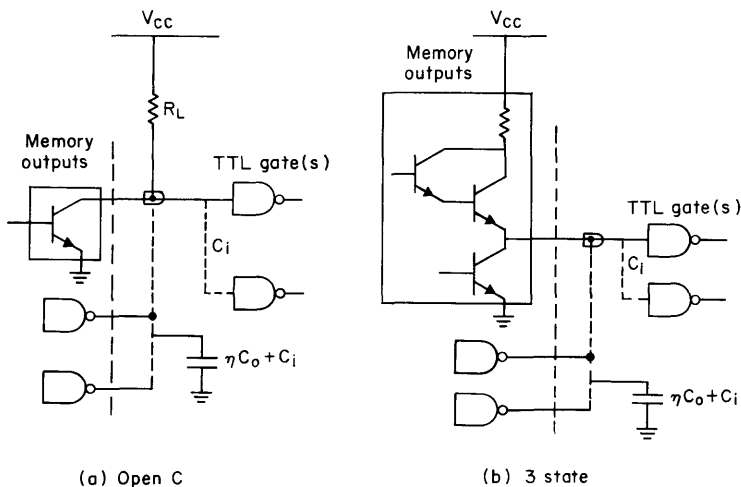 VCC
RL
Memory
outputs
TTL gate(s)
Ci
ηCo+Ci
(a) Open C
VCC
Memory
outputs
TTL gate(s)
Ci
ηCo+Ci
(b) 3 state